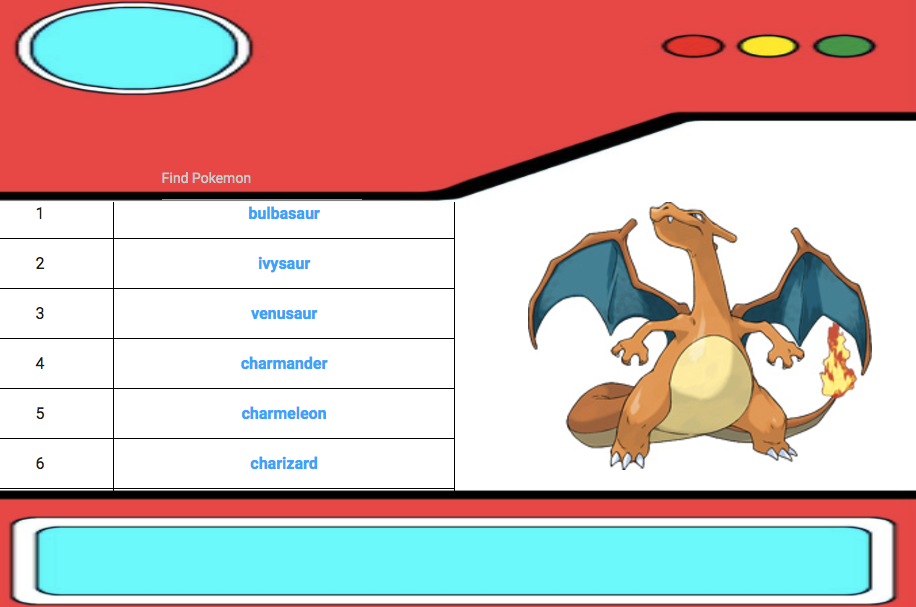 Find Pokemon
1 bulbasaur
2 ivysaur
3 venusaur
4 charmander
5 charmeleon
6 charizard